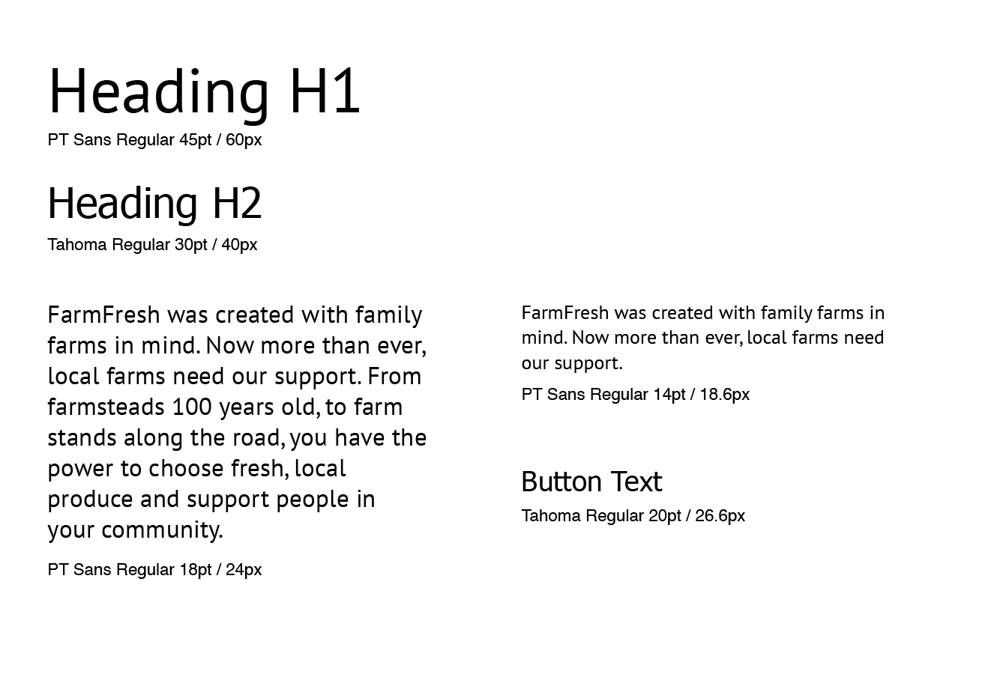 Heading H1
PT Sans Regular 45pt / 60px
Heading H2
Tahoma Regular 30pt / 40px
FarmFresh was created with family
farms in mind. Now more than ever,
local farms need our support. From
farmsteads 100 years old, to farm
stands along the road, you have the
power to choose fresh, local
produce and support people in
your community.
PT Sans Regular 18pt / 24px
FarmFresh was created with family farms in
mind. Now more than ever, local farms need
our support.
PT Sans Regular 14pt / 18.6px
Button Text
Tahoma Regular 20pt / 26.6px